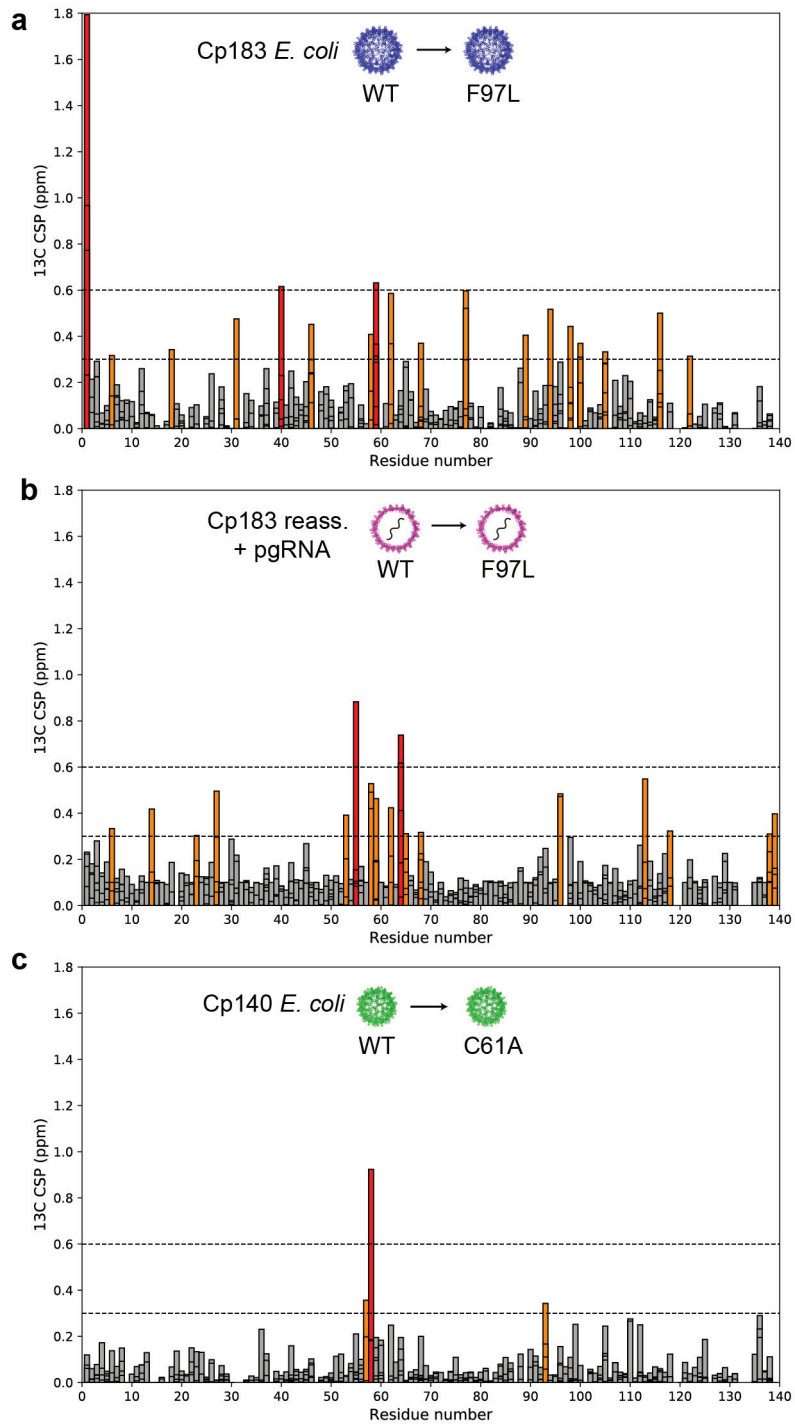 a
Cp183 E. coli
WT
F97L
1.8
1.6
1.4
1.2
1.0
0.8
0.6
0.4
0.2
0.0
13C CSP (ppm)
0 10 20 30 40 50 60 70 80 90 100 110 120 130 140
Residue number
b
Cp183 reass.
+ pgRNA
WT
F97L
1.8
1.6
1.4
1.2
1.0
0.8
0.6
0.4
0.2
0.0
13C CSP (ppm)
0 10 20 30 40 50 60 70 80 90 100 110 120 130 140
Residue number
c
Cp140 E. coli
WT
C61A
1.8
1.6
1.4
1.2
1.0
0.8
0.6
0.4
0.2
0.0
13C CSP (ppm)
0 10 20 30 40 50 60 70 80 90 100 110 120 130 140
Residue number